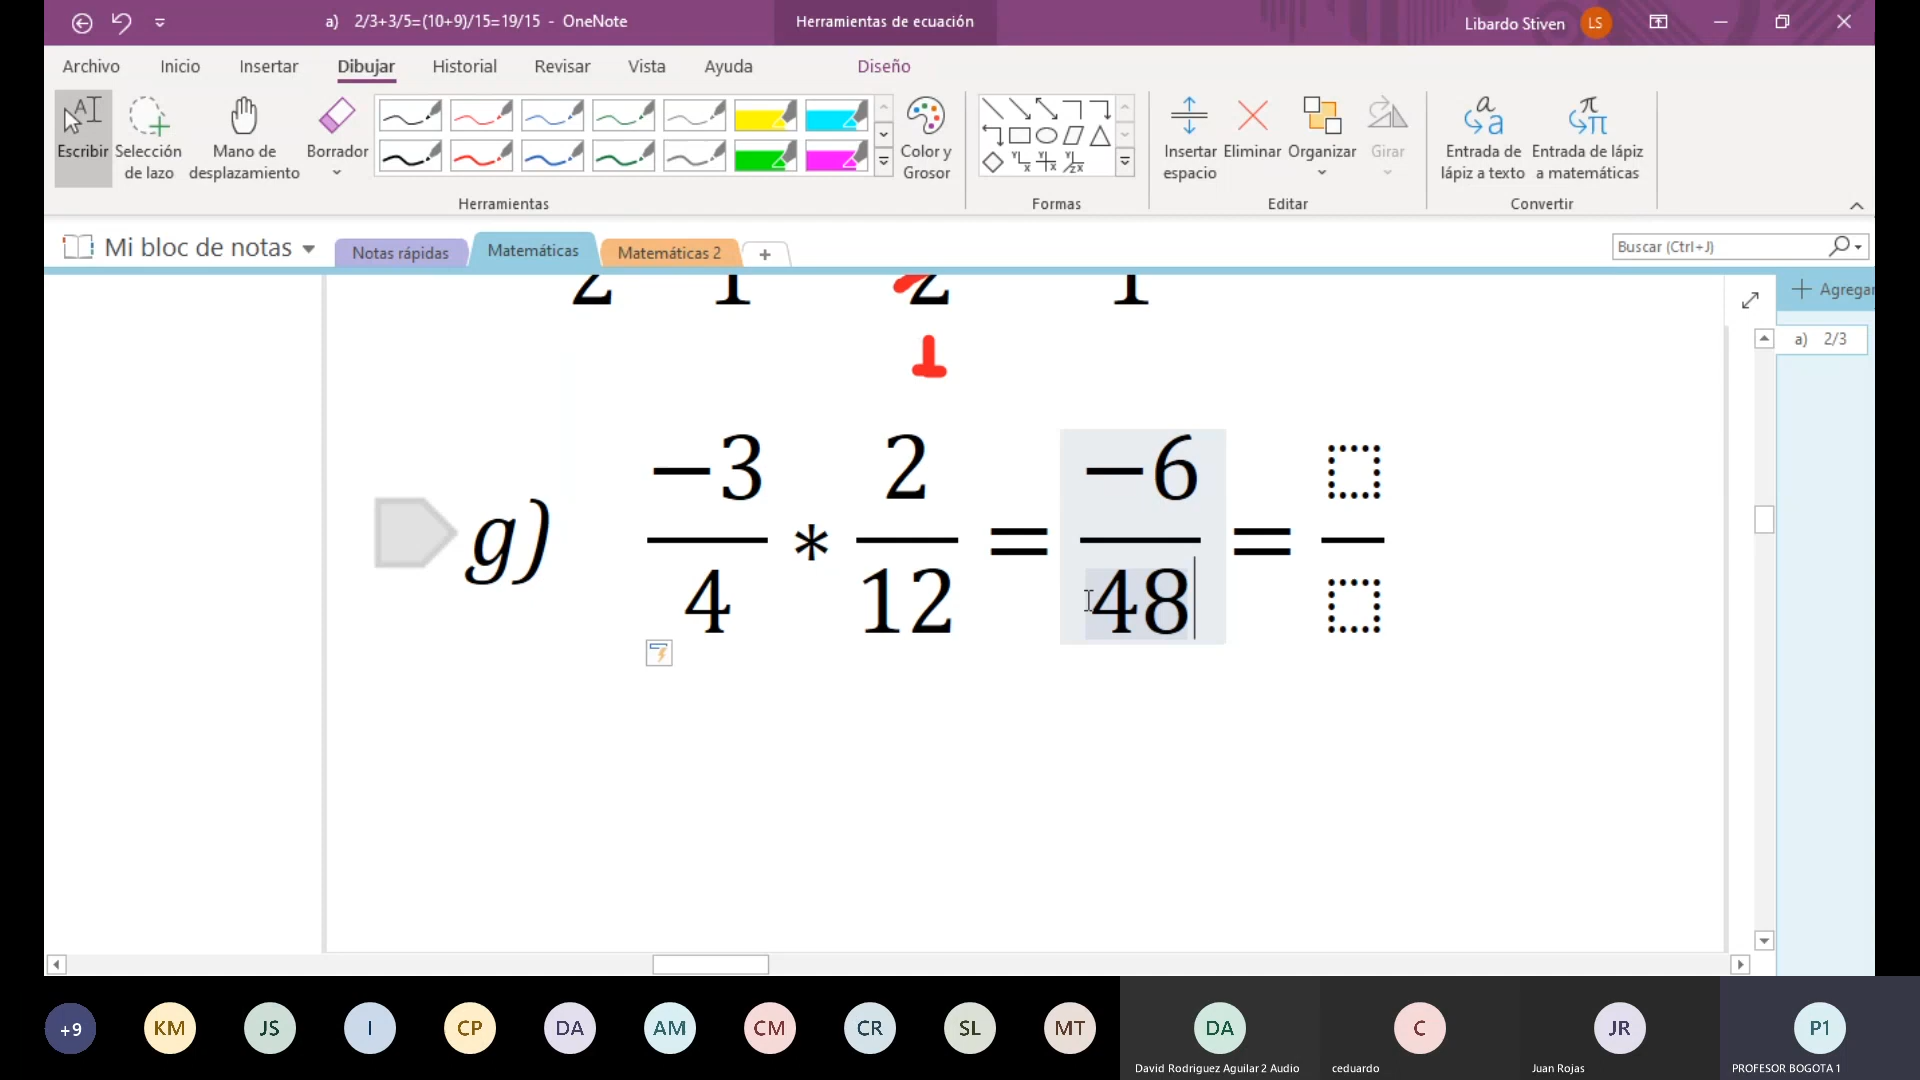 a) 2/3+3/5=(10+9)/15=19/15 - OneNote
Herramientas de ecuación
Libardo Stiven
LS
Archivo Inicio Insertar Dibujar Historial Revisar Vista Ayuda Diseño
Escribir
Selección de lazo
Mano de desplazamiento
Borrador
Color y Grosor
Insertar espacio
Eliminar
Organizar
Girar
Entrada de lápiz a texto
Entrada de lápiz a matemáticas
Herramientas
Formas
Editar
Convertir
Mi bloc de notas
Notas rápidas
Matemáticas
Matemáticas 2
Buscar (Ctrl+J)
Agregar
a) 2/3
2 1 2 1
1
g) −3/4 * 2/12 = −6/48 =
+9 KM JS I CP DA AM CM CR SL MT DA C JR P1
David Rodriguez Aguilar 2 Audio
ceduardo
Juan Rojas
PROFESOR BOGOTA 1